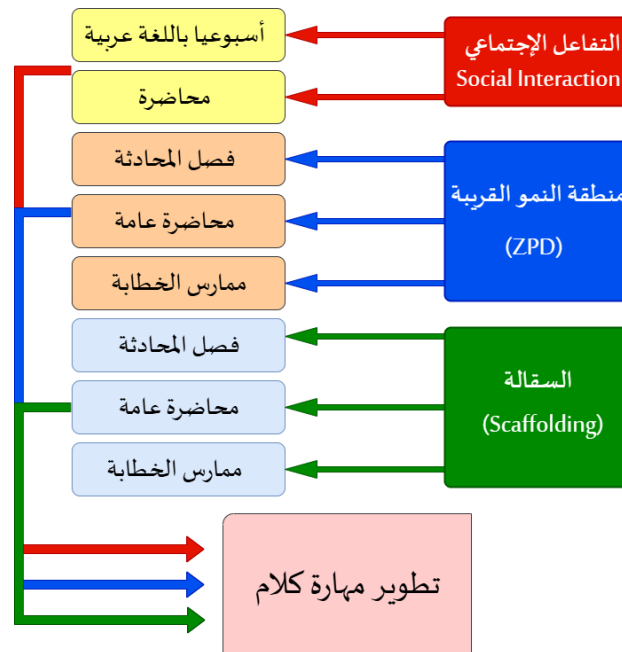 التفاعل الإجتماعي
Social Interaction
أسبوعيا باللغة عربية
محاضرة
منطقة النمو القريبة
(ZPD)
فصل المحادثة
محاضرة عامة
ممارس الخطابة
السقالة
(Scaffolding)
فصل المحادثة
محاضرة عامة
ممارس الخطابة
تطوير مهارة كلام